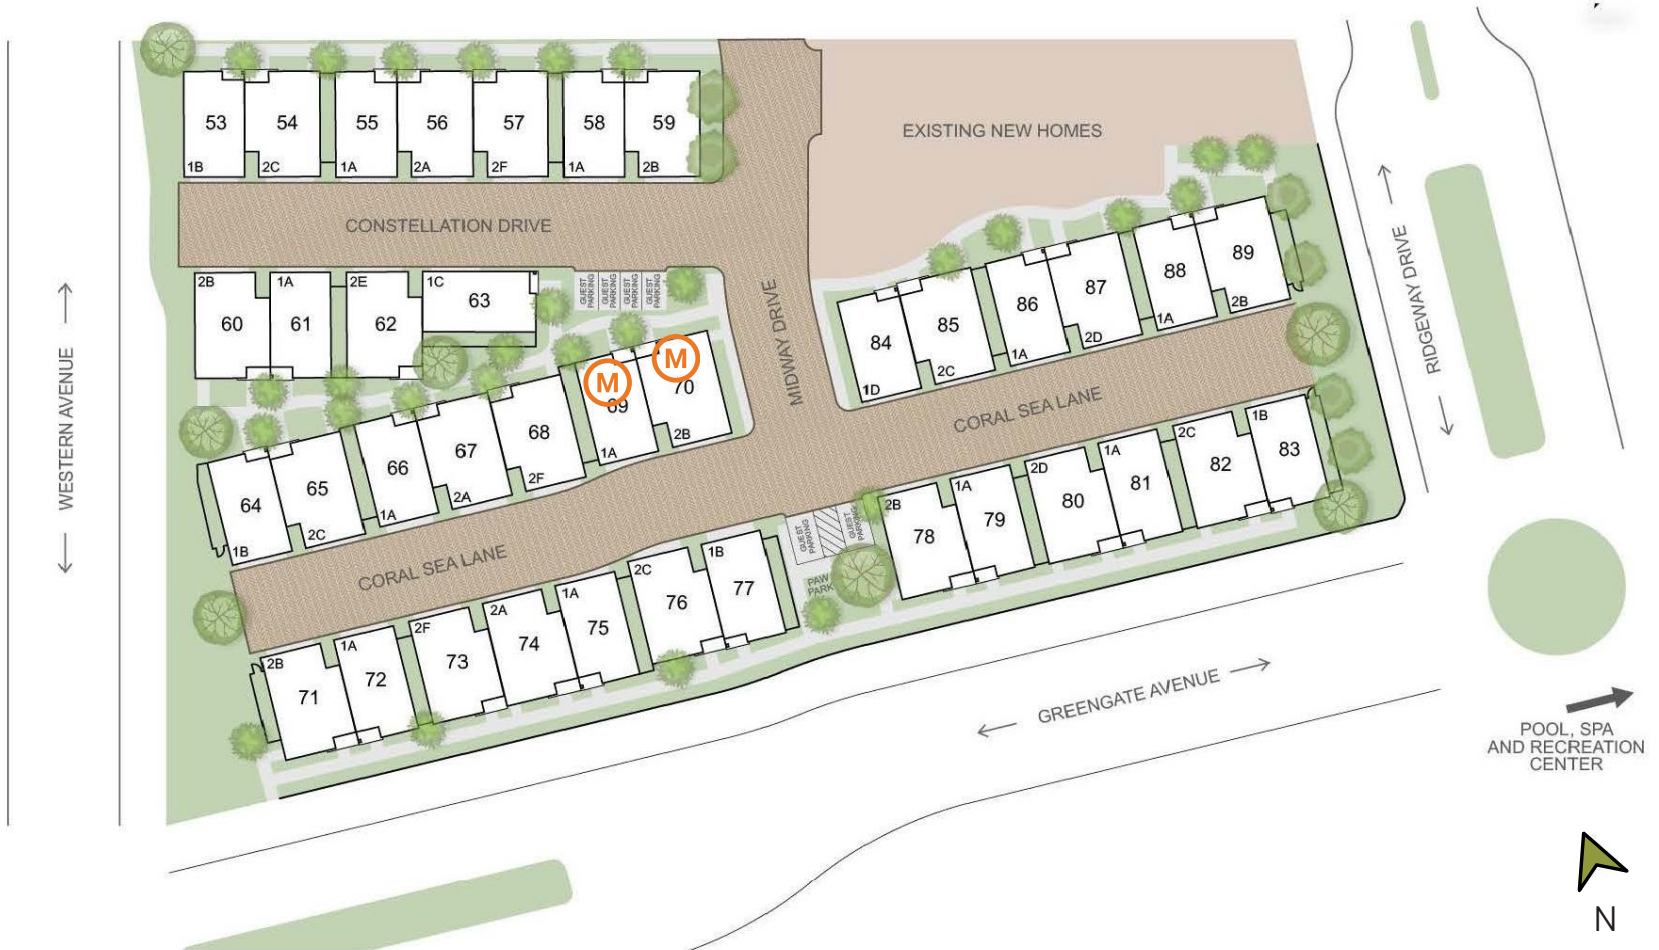 53
54
55
56
57
58
59
1B
2C
1A
2A
2F
1A
2B
EXISTING NEW HOMES
CONSTELLATION DRIVE
2B
1A
2E
1C
60
61
62
63
GUEST
PARKING
GUEST
PARKING
GUEST
PARKING
GUEST
PARKING
MIDWAY DRIVE
84
85
86
87
88
89
1D
2C
1A
2D
1A
2B
RIDGEWAY DRIVE
WESTERN AVENUE
M
M
64
65
66
67
68
69
70
1B
2C
1A
2A
2F
1A
2B
CORAL SEA LANE
CORAL SEA LANE
2B
1A
2D
1A
2C
1B
78
79
80
81
82
83
GUEST
PARKING
GUEST
PARKING
PAW
PARK
2B
1A
2F
2A
1A
2C
1B
71
72
73
74
75
76
77
GREENGATE AVENUE
POOL, SPA
AND RECREATION
CENTER
N